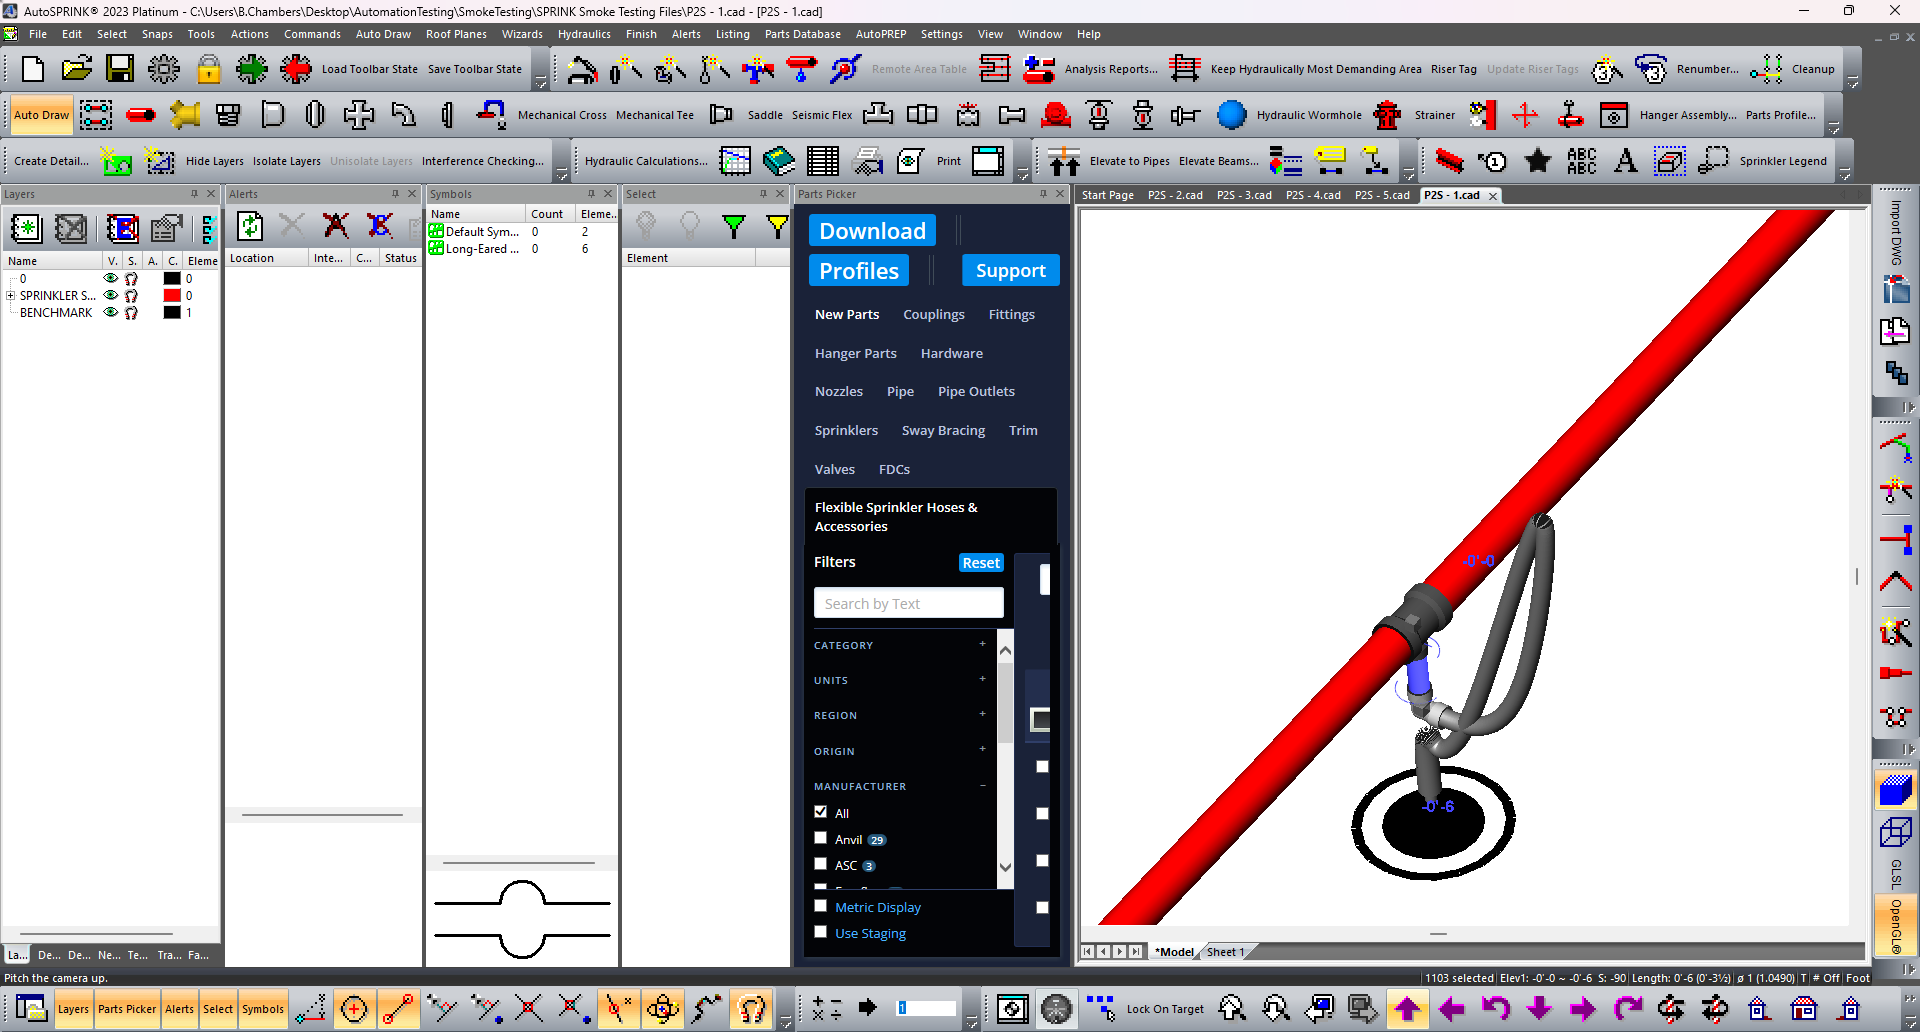 AutoSPRINK® 2023 Platinum - C:\Users\B.Chambers\Desktop\AutomationTesting\SmokeTesting\SPRINK Smoke Testing Files\P2S - 1.cad - [P2S - 1.cad]
File Edit Select Snaps Tools Actions Commands Auto Draw Roof Planes Wizards Hydraulics Finish Alerts Listing Parts Database AutoPREP Settings View Window Help
Load Toolbar State Save Toolbar State Remote Area Table Analysis Reports... Keep Hydraulically Most Demanding Area Riser Tag Update Riser Tags Renumber... Cleanup
Auto Draw Mechanical Cross Mechanical Tee Saddle Seismic Flex Hydraulic Wormhole Strainer Hanger Assembly... Parts Profile...
Create Detail... Hide Layers Isolate Layers Unisolate Layers Interference Checking... Hydraulic Calculations... Print Elevate to Pipes Elevate Beams... ABC ABC A Sprinkler Legend
Layers Alerts Symbols Select Parts Picker
Start Page P2S - 2.cad P2S - 3.cad P2S - 4.cad P2S - 5.cad P2S - 1.cad
Name V. S. A. C. Eleme
0 0
SPRINKLER S... 0
BENCHMARK 1
Location Inte... C... Status
Name Count Eleme...
Default Sym... 0 2
Long-Eared ... 0 6
Element
Download
Profiles Support
New Parts Couplings Fittings
Hanger Parts Hardware
Nozzles Pipe Pipe Outlets
Sprinklers Sway Bracing Trim
Valves FDCs
Flexible Sprinkler Hoses &
Accessories
Filters Reset
Search by Text
CATEGORY +
UNITS +
REGION +
ORIGIN +
MANUFACTURER −
All
Anvil 29
ASC 3
Metric Display
Use Staging
-0'-0
-0'-6
Import DWG
GLSL
OpenGL®
La... De... De... Ne... Te... Tra... Fa...
*Model Sheet 1
Pitch the camera up.
1103 selected Elev1: -0'-0 ~ -0'-6 S: -90 Length: 0'-6 (0'-3½) ø 1 (1.0490) T # Off Foot
Layers Parts Picker Alerts Select Symbols 1 Lock On Target